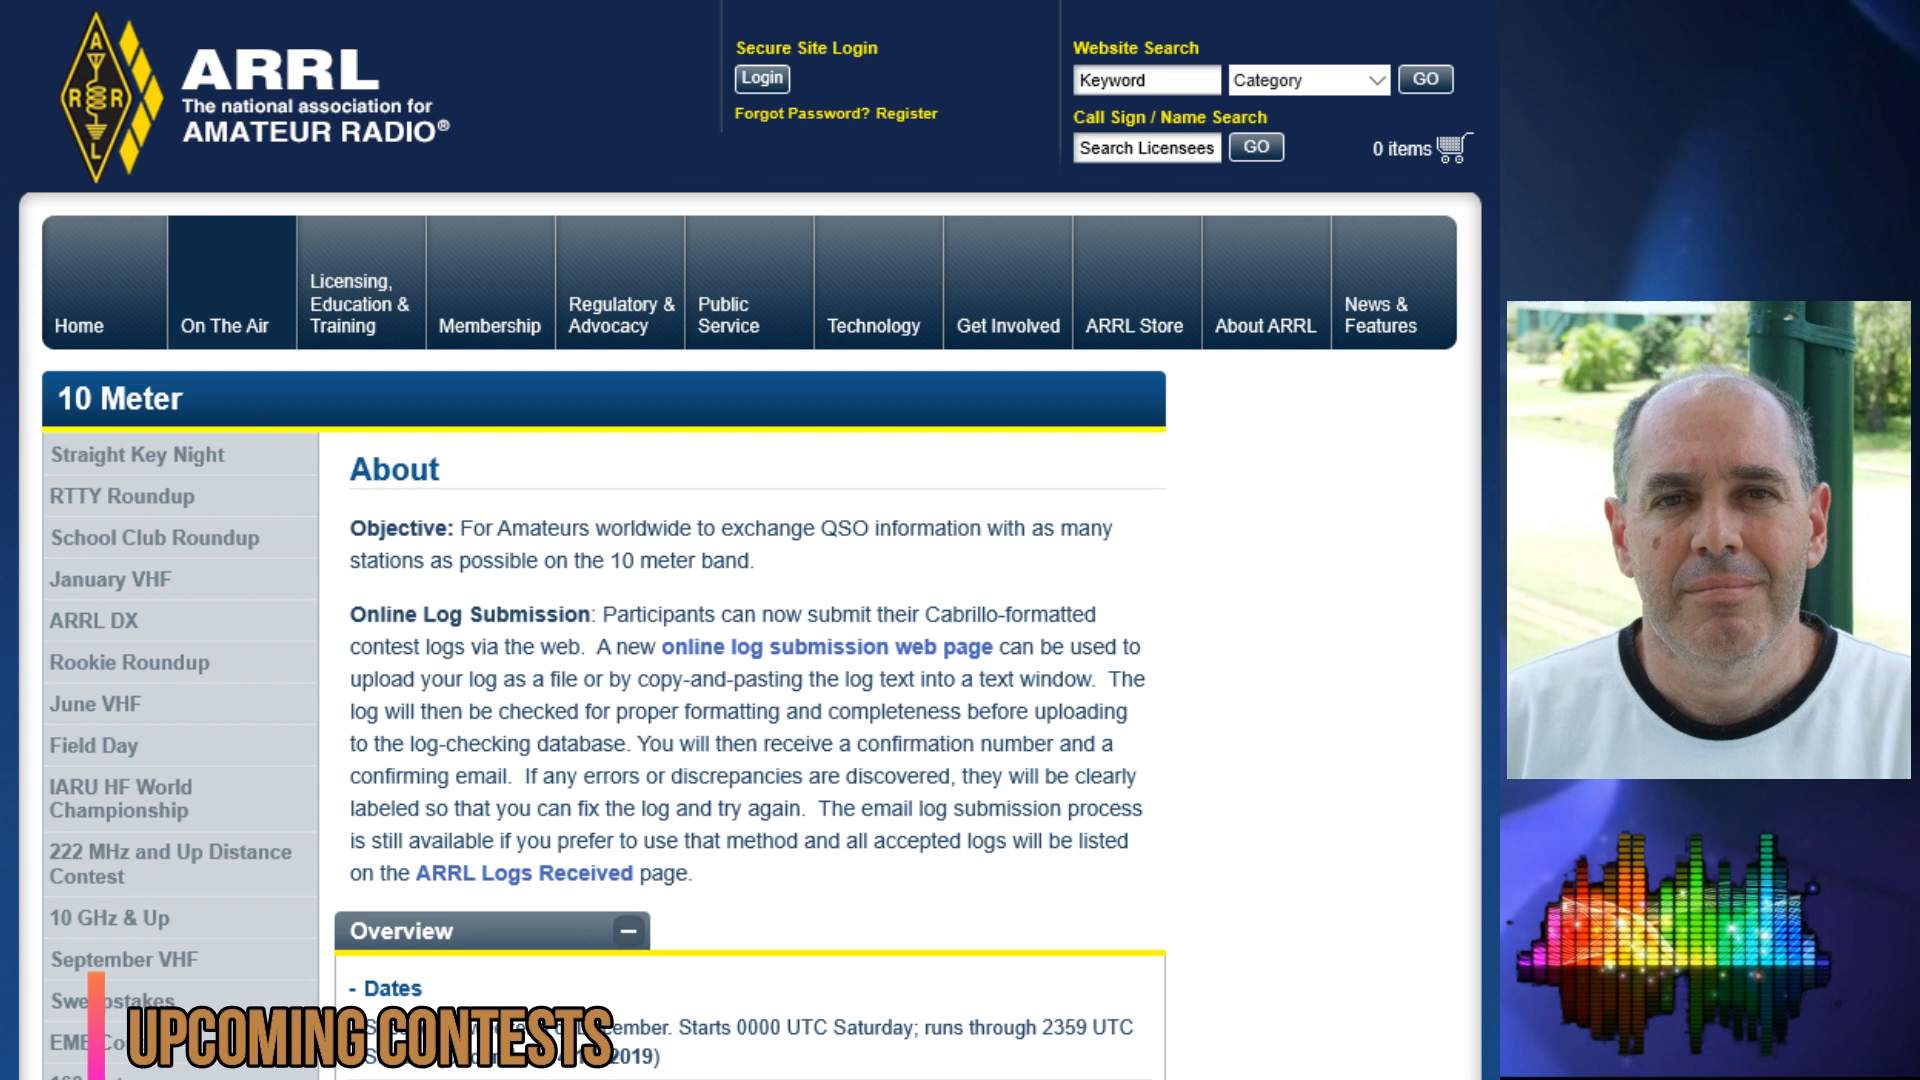 A
R R
L
ARRL
The national association for
AMATEUR RADIO®
Secure Site Login
Login
Forgot Password? Register
Website Search
Keyword
Category
GO
Call Sign / Name Search
Search Licensees
GO
0 items
Home
On The Air
Licensing,
Education &
Training
Membership
Regulatory &
Advocacy
Public
Service
Technology
Get Involved
ARRL Store
About ARRL
News &
Features
10 Meter
Straight Key Night
RTTY Roundup
School Club Roundup
January VHF
ARRL DX
Rookie Roundup
June VHF
Field Day
IARU HF World
Championship
222 MHz and Up Distance
Contest
10 GHz & Up
September VHF
About
Objective: For Amateurs worldwide to exchange QSO information with as many
stations as possible on the 10 meter band.
Online Log Submission: Participants can now submit their Cabrillo-formatted
contest logs via the web. A new online log submission web page can be used to
upload your log as a file or by copy-and-pasting the log text into a text window. The
log will then be checked for proper formatting and completeness before uploading
to the log-checking database. You will then receive a confirmation number and a
confirming email. If any errors or discrepancies are discovered, they will be clearly
labeled so that you can fix the log and try again. The email log submission process
is still available if you prefer to use that method and all accepted logs will be listed
on the ARRL Logs Received page.
Overview
- Dates
Starts 0000 UTC Saturday; runs through 2359 UTC
2019)
UPCOMING CONTESTS